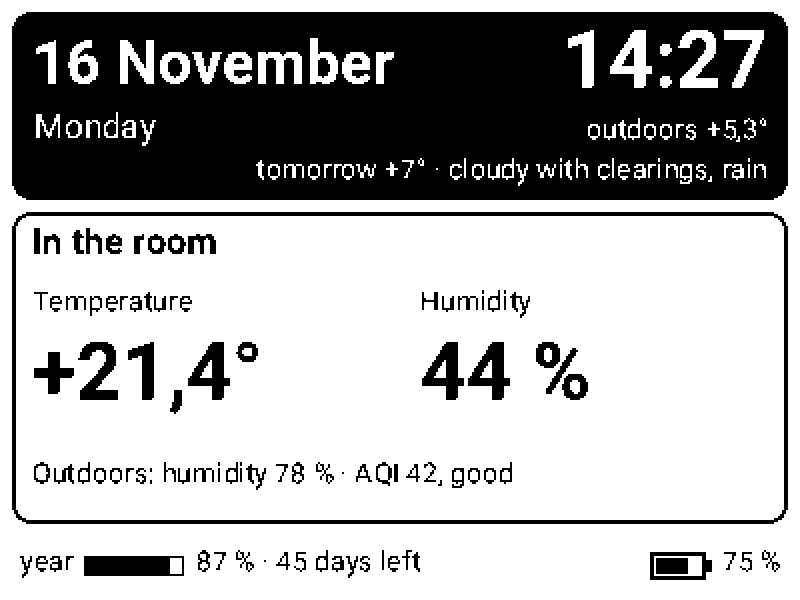 16 November 14:27
Monday outdoors +5,3°
tomorrow +7° · cloudy with clearings, rain
In the room
Temperature Humidity
+21,4° 44 %
Outdoors: humidity 78 % · AQI 42, good
year 87 % · 45 days left 75 %